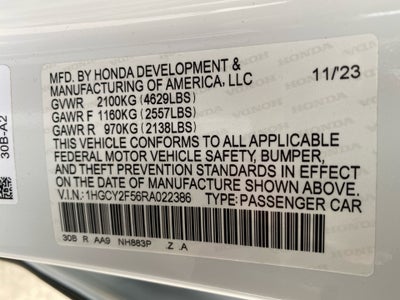 MFD. BY HONDA DEVELOPMENT &
MANUFACTURING OF AMERICA, LLC 11/23
GVWR 2100KG (4629LBS)
GAWR F 1160KG (2557LBS)
GAWR R 970KG (2138LBS)
THIS VEHICLE CONFORMS TO ALL APPLICABLE
FEDERAL MOTOR VEHICLE SAFETY, BUMPER,
AND THEFT PREVENTION STANDARDS IN EFFECT
ON THE DATE OF MANUFACTURE SHOWN ABOVE.
V.I.N.: 1HGCY2F56RA022386 TYPE: PASSENGER CAR
30B R AA9 NH883P Z A
30B-A2
HONDA